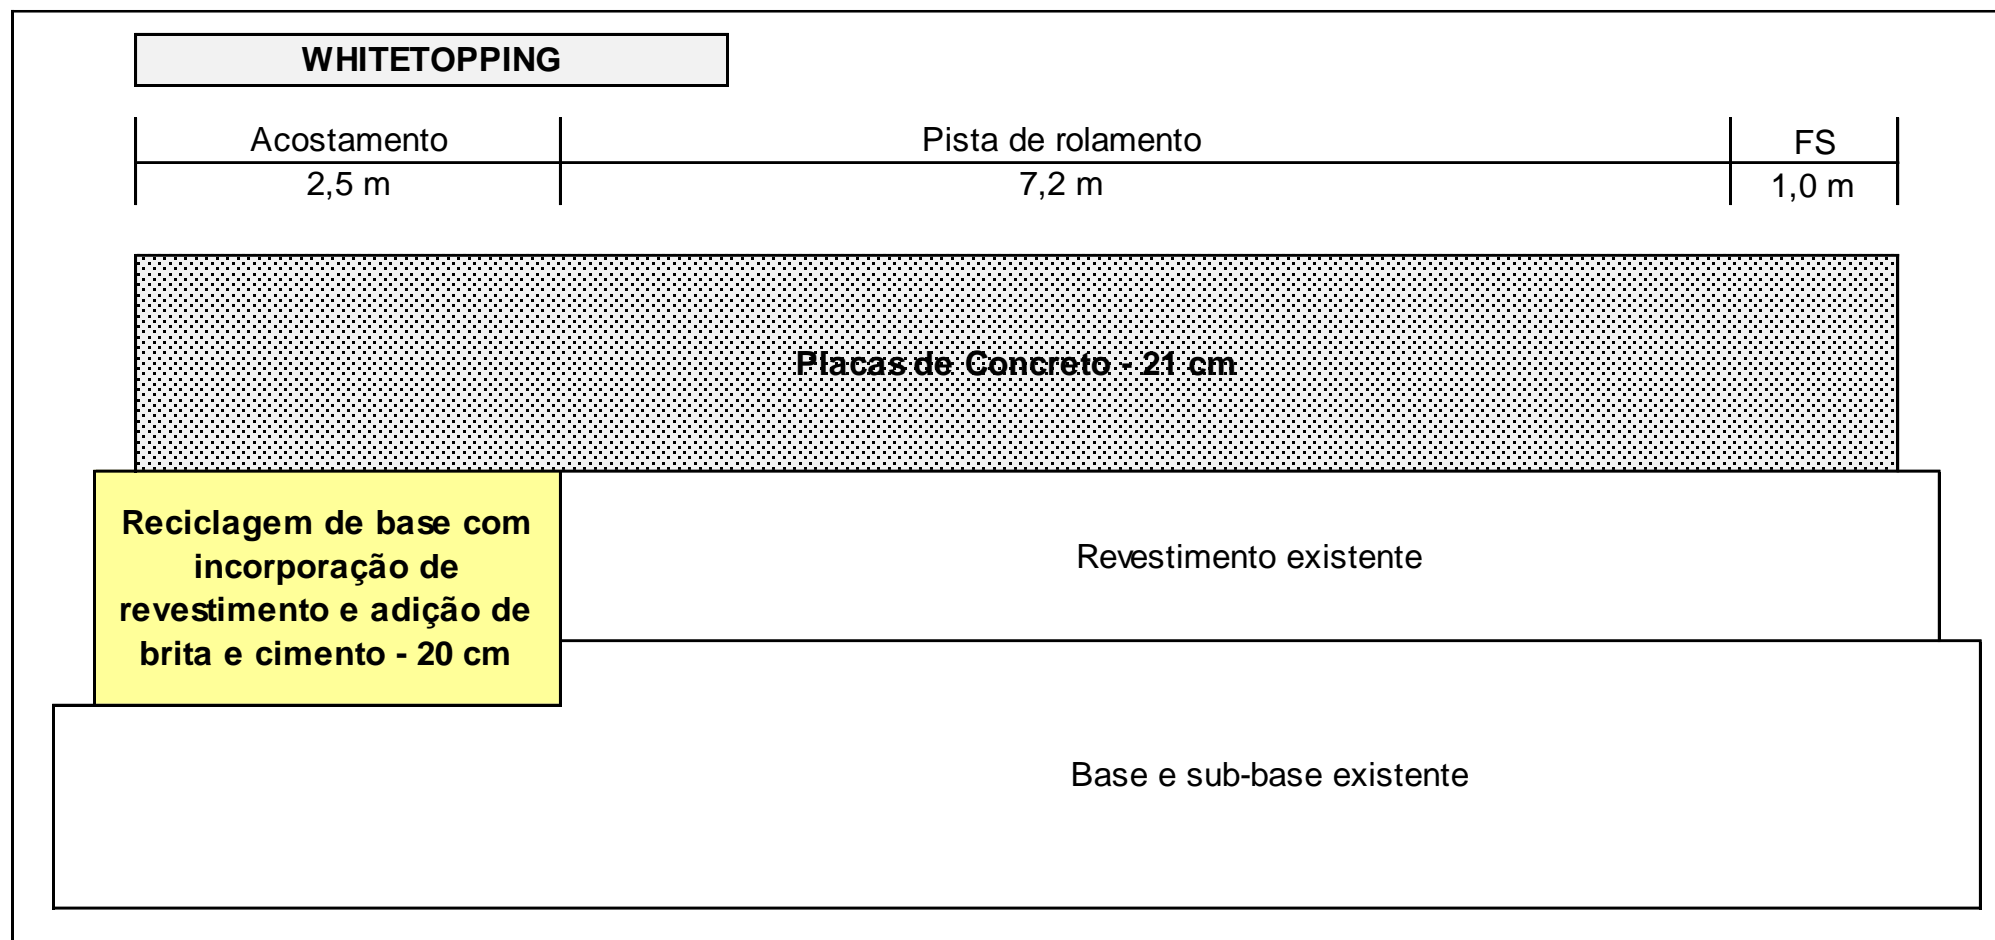 WHITETOPPING
Acostamento
Pista de rolamento
FS
2,5 m
7,2 m
1,0 m
Placas de Concreto - 21 cm
Reciclagem de base com
incorporação de
revestimento e adição de
brita e cimento - 20 cm
Revestimento existente
Base e sub-base existente